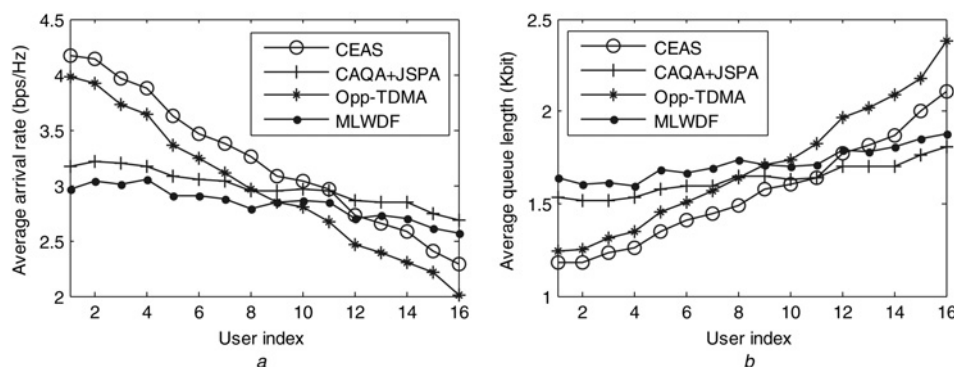 4.5
4
3.5
3
2.5
2
Average arrival rate (bps/Hz)
CEAS
CAQA+JSPA
Opp-TDMA
MLWDF
2 4 6 8 10 12 14 16
User index
a
2.5
2
1.5
1
Average queue length (Kbit)
CEAS
CAQA+JSPA
Opp-TDMA
MLWDF
2 4 6 8 10 12 14 16
User index
b